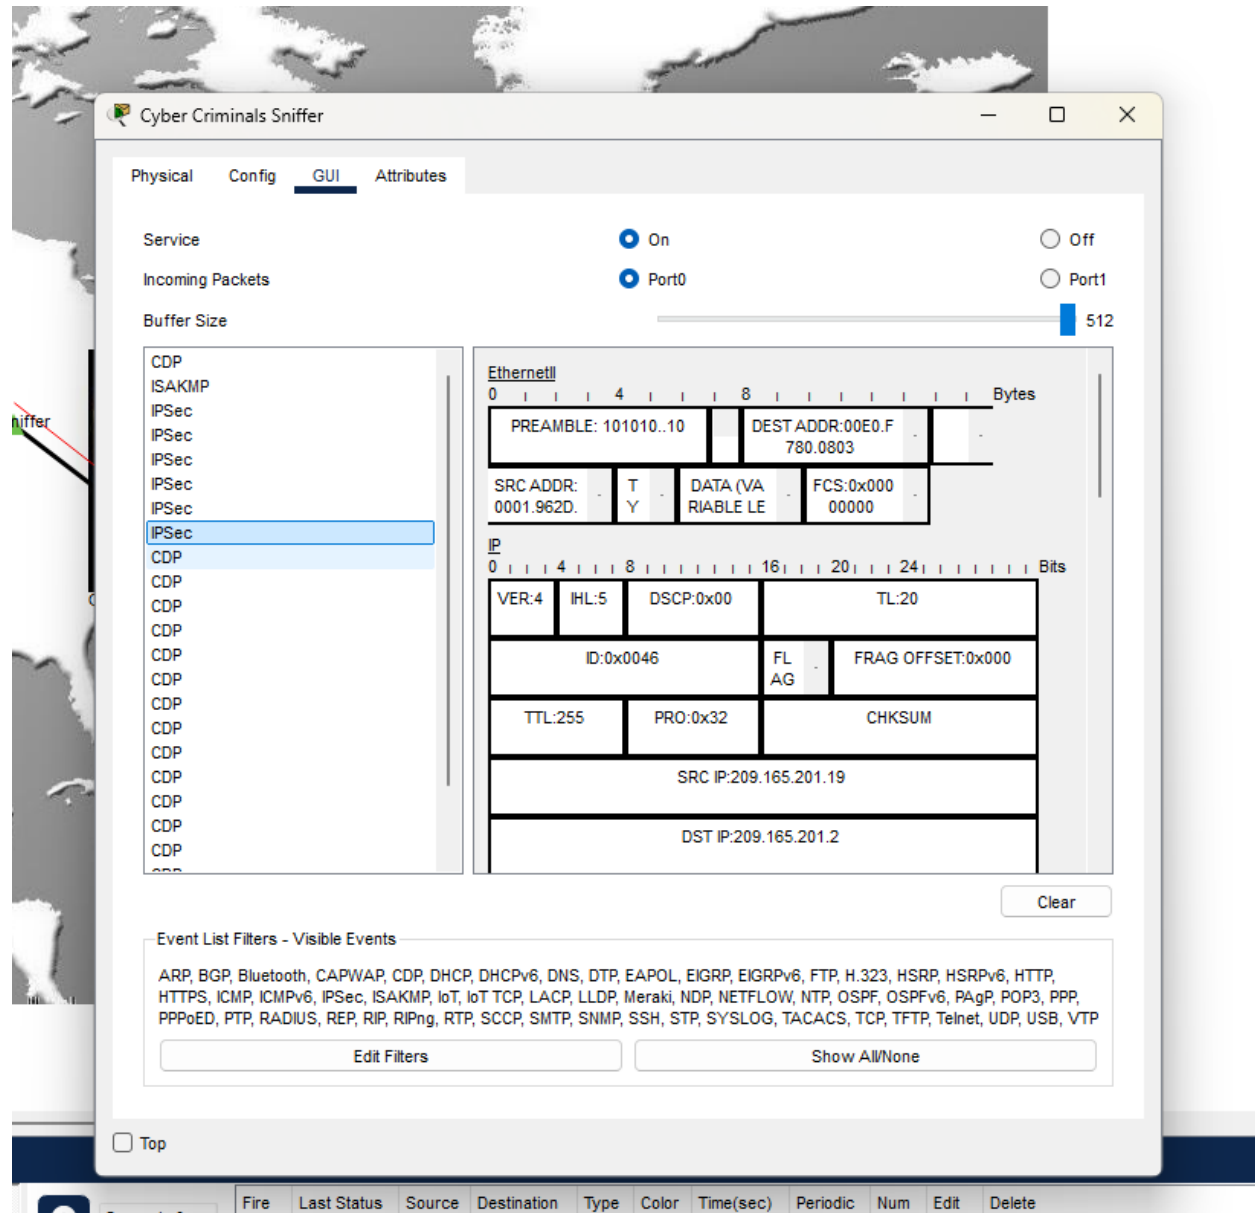 Cyber Criminals Sniffer
Physical Config GUI Attributes
Service On Off
Incoming Packets Port0 Port1
Buffer Size 512
CDP
ISAKMP
IPSec
IPSec
IPSec
IPSec
IPSec
IPSec
CDP
CDP
CDP
CDP
CDP
CDP
CDP
CDP
CDP
CDP
CDP
CDP
CDP
EthernetII
0 4 8 Bytes
PREAMBLE: 101010..10
DEST ADDR:00E0.F
780.0803
SRC ADDR:
0001.962D.
T
Y
DATA (VA
RIABLE LE
FCS:0x000
00000
IP
0 4 8 16 20 24 Bits
VER:4 IHL:5 DSCP:0x00 TL:20
ID:0x0046
FL
AG
FRAG OFFSET:0x000
TTL:255 PRO:0x32 CHKSUM
SRC IP:209.165.201.19
DST IP:209.165.201.2
Clear
Event List Filters - Visible Events
ARP, BGP, Bluetooth, CAPWAP, CDP, DHCP, DHCPv6, DNS, DTP, EAPOL, EIGRP, EIGRPv6, FTP, H.323, HSRP, HSRPv6, HTTP,
HTTPS, ICMP, ICMPv6, IPSec, ISAKMP, IoT, IoT TCP, LACP, LLDP, Meraki, NDP, NETFLOW, NTP, OSPF, OSPFv6, PAgP, POP3, PPP,
PPPoED, PTP, RADIUS, REP, RIP, RIPng, RTP, SCCP, SMTP, SNMP, SSH, STP, SYSLOG, TACACS, TCP, TFTP, Telnet, UDP, USB, VTP
Edit Filters Show All/None
Top
Fire Last Status Source Destination Type Color Time(sec) Periodic Num Edit Delete